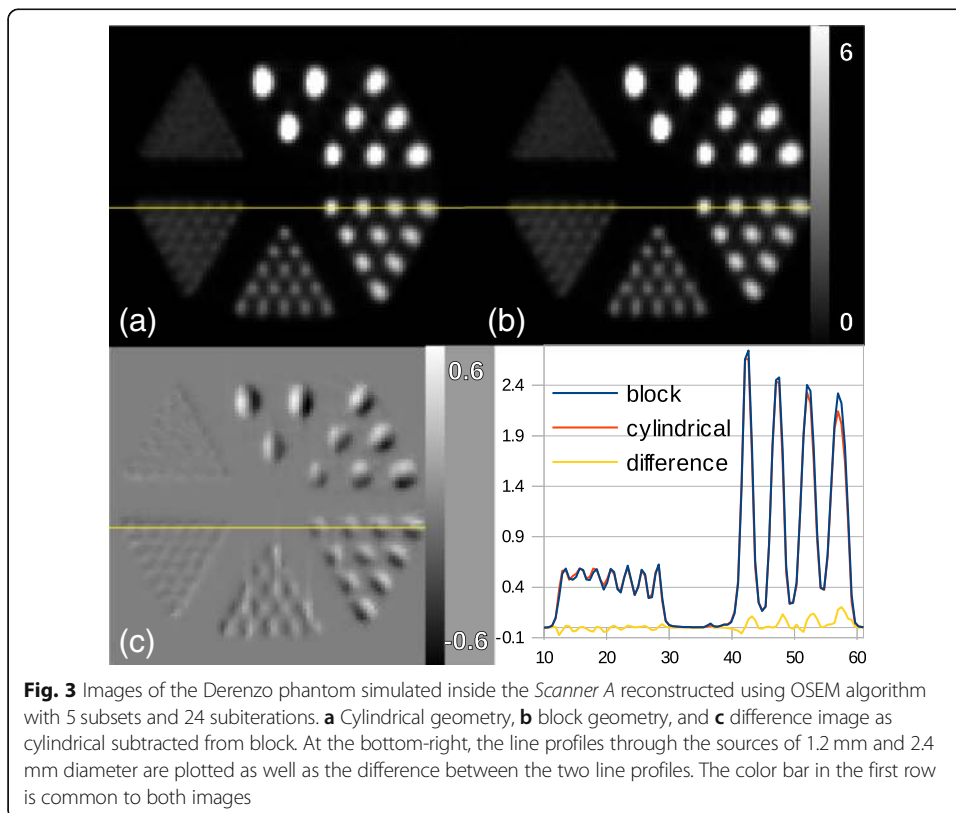 6
(a)
(b)
0
0.6
-0.6
(c)
2.4
1.9
1.4
0.9
0.4
-0.1
block
cylindrical
difference
10 20 30 40 50 60
Fig. 3 Images of the Derenzo phantom simulated inside the Scanner A reconstructed using OSEM algorithm
with 5 subsets and 24 subiterations. a Cylindrical geometry, b block geometry, and c difference image as
cylindrical subtracted from block. At the bottom-right, the line profiles through the sources of 1.2 mm and 2.4
mm diameter are plotted as well as the difference between the two line profiles. The color bar in the first row
is common to both images